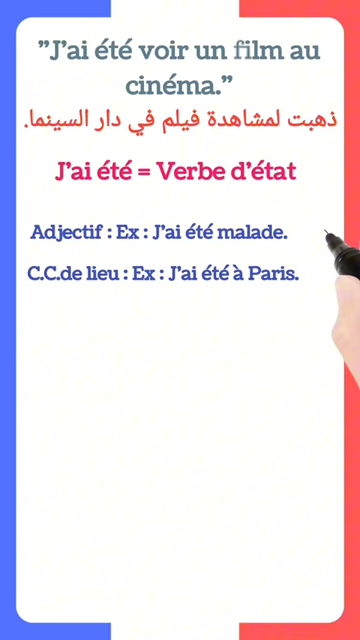 ”J’ai été voir un film au
cinéma.”
ذهبت لمشاهدة فيلم في دار السينما.
J’ai été = Verbe d’état
Adjectif : Ex : J’ai été malade.
C.C.de lieu : Ex : J’ai été à Paris.